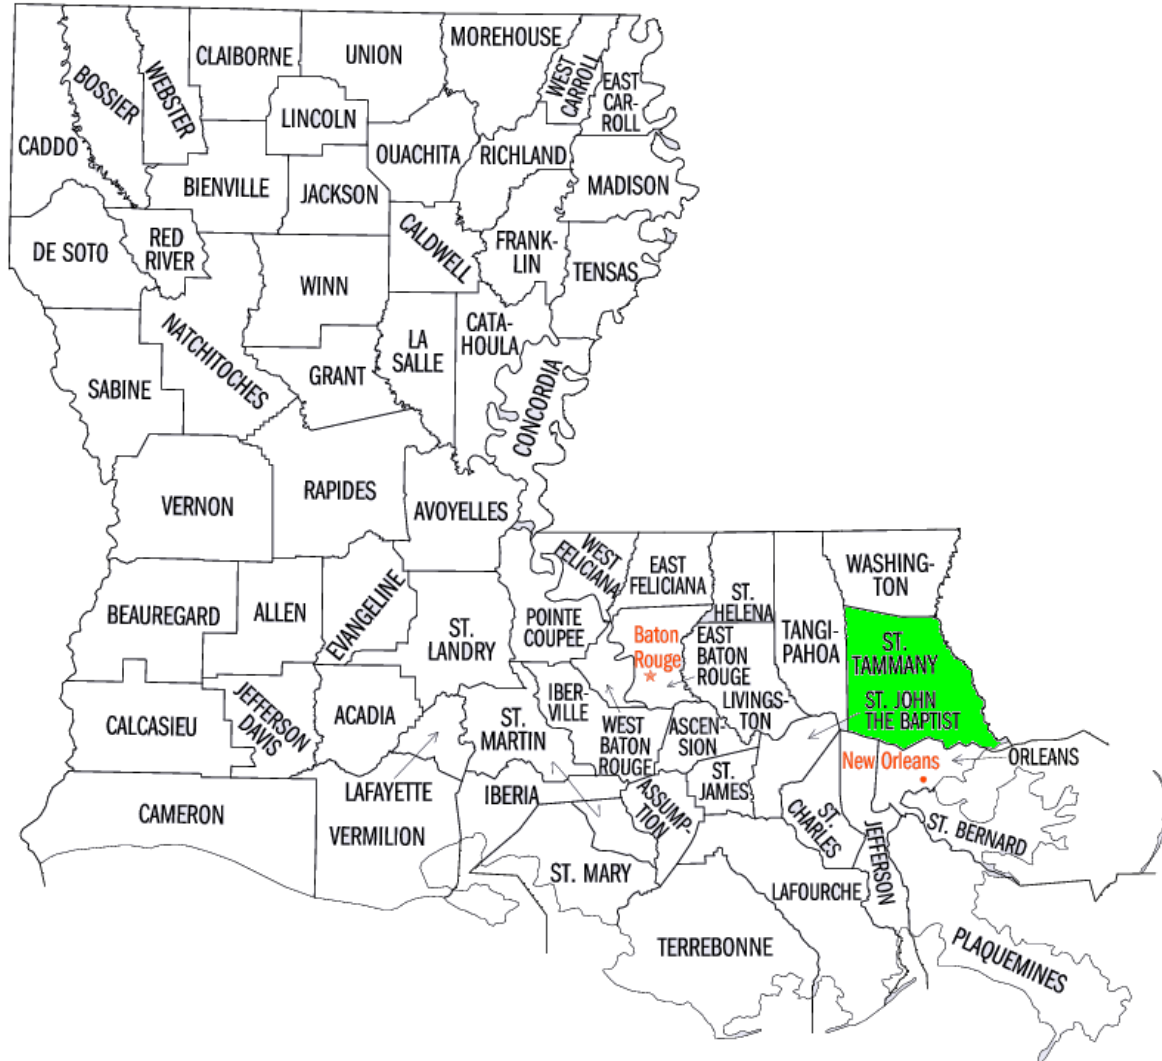 MOREHOUSE
CLAIBORNE
UNION
WEST
CARROLL
EAST
CAR-
ROLL
BOSSIER
WEBSTER
LINCOLN
CADDO
OUACHITA
RICHLAND
MADISON
BIENVILLE
JACKSON
DE SOTO
RED
RIVER
CALDWELL
FRANK-
LIN
TENSAS
WINN
NATCHITOCHES
LA
SALLE
CATA-
HOULA
SABINE
GRANT
CONCORDIA
VERNON
RAPIDES
AVOYELLES
WEST
FELICIANA
EAST
FELICIANA
ST.
HELENA
WASHING-
TON
BEAUREGARD
ALLEN
EVANGELINE
ST.
LANDRY
POINTE
COUPEE
Baton
Rouge
EAST
BATON
ROUGE
TANGI-
PAHOA
ST.
TAMMANY
CALCASIEU
JEFFERSON
DAVIS
ACADIA
ST.
MARTIN
IBER-
VILLE
WEST
BATON
ROUGE
ASCEN-
SION
LIVINGS-
TON
ST. JOHN
THE BAPTIST
New Orleans
ORLEANS
CAMERON
LAFAYETTE
VERMILION
IBERIA
ASSUMP-
TION
ST.
JAMES
ST.
CHARLES
JEFFERSON
ST. BERNARD
ST. MARY
LAFOURCHE
TERREBONNE
PLAQUEMINES